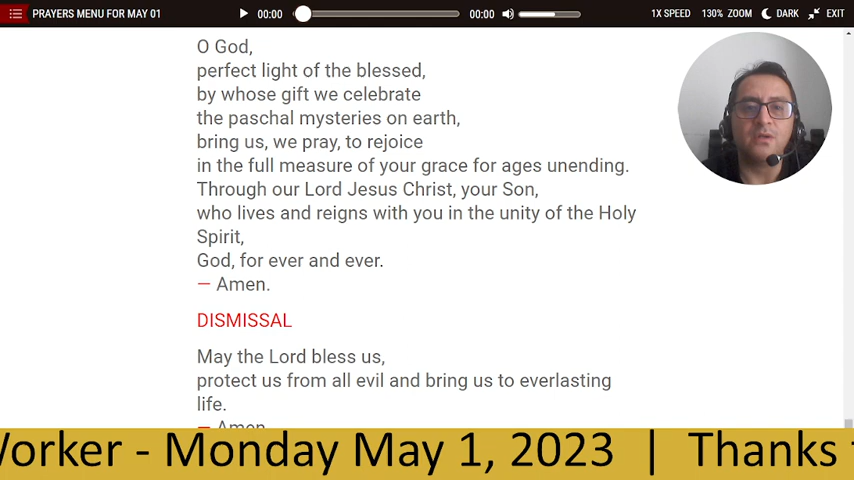 PRAYERS MENU FOR MAY 01 00:00 00:00 1X SPEED 130% ZOOM DARK EXIT
O God,
perfect light of the blessed,
by whose gift we celebrate
the paschal mysteries on earth,
bring us, we pray, to rejoice
in the full measure of your grace for ages unending.
Through our Lord Jesus Christ, your Son,
who lives and reigns with you in the unity of the Holy
Spirit,
God, for ever and ever.
— Amen.
DISMISSAL
May the Lord bless us,
protect us from all evil and bring us to everlasting
life.
— Amen
Worker - Monday May 1, 2023 | Thanks